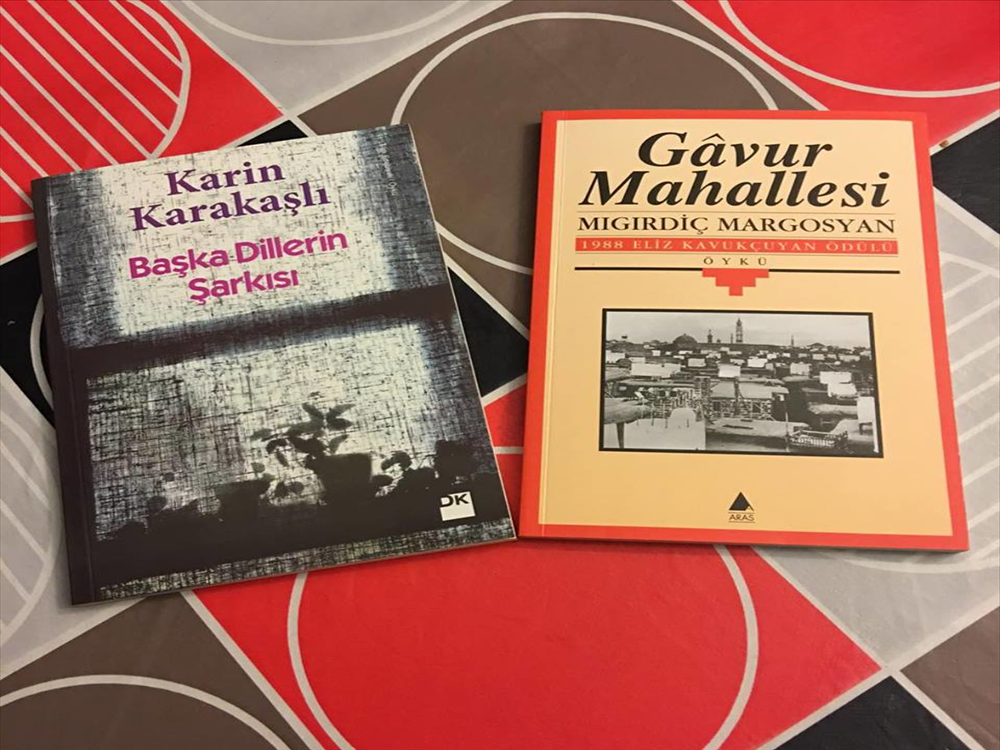 Karin
Karakaşlı
Başka Dillerin
Şarkısı
DK
Gâvur
Mahallesi
MIGIRDİÇ MARGOSYAN
1988 ELİZ KAVUKÇUYAN ÖDÜLÜ
ÖYKÜ
ARAS